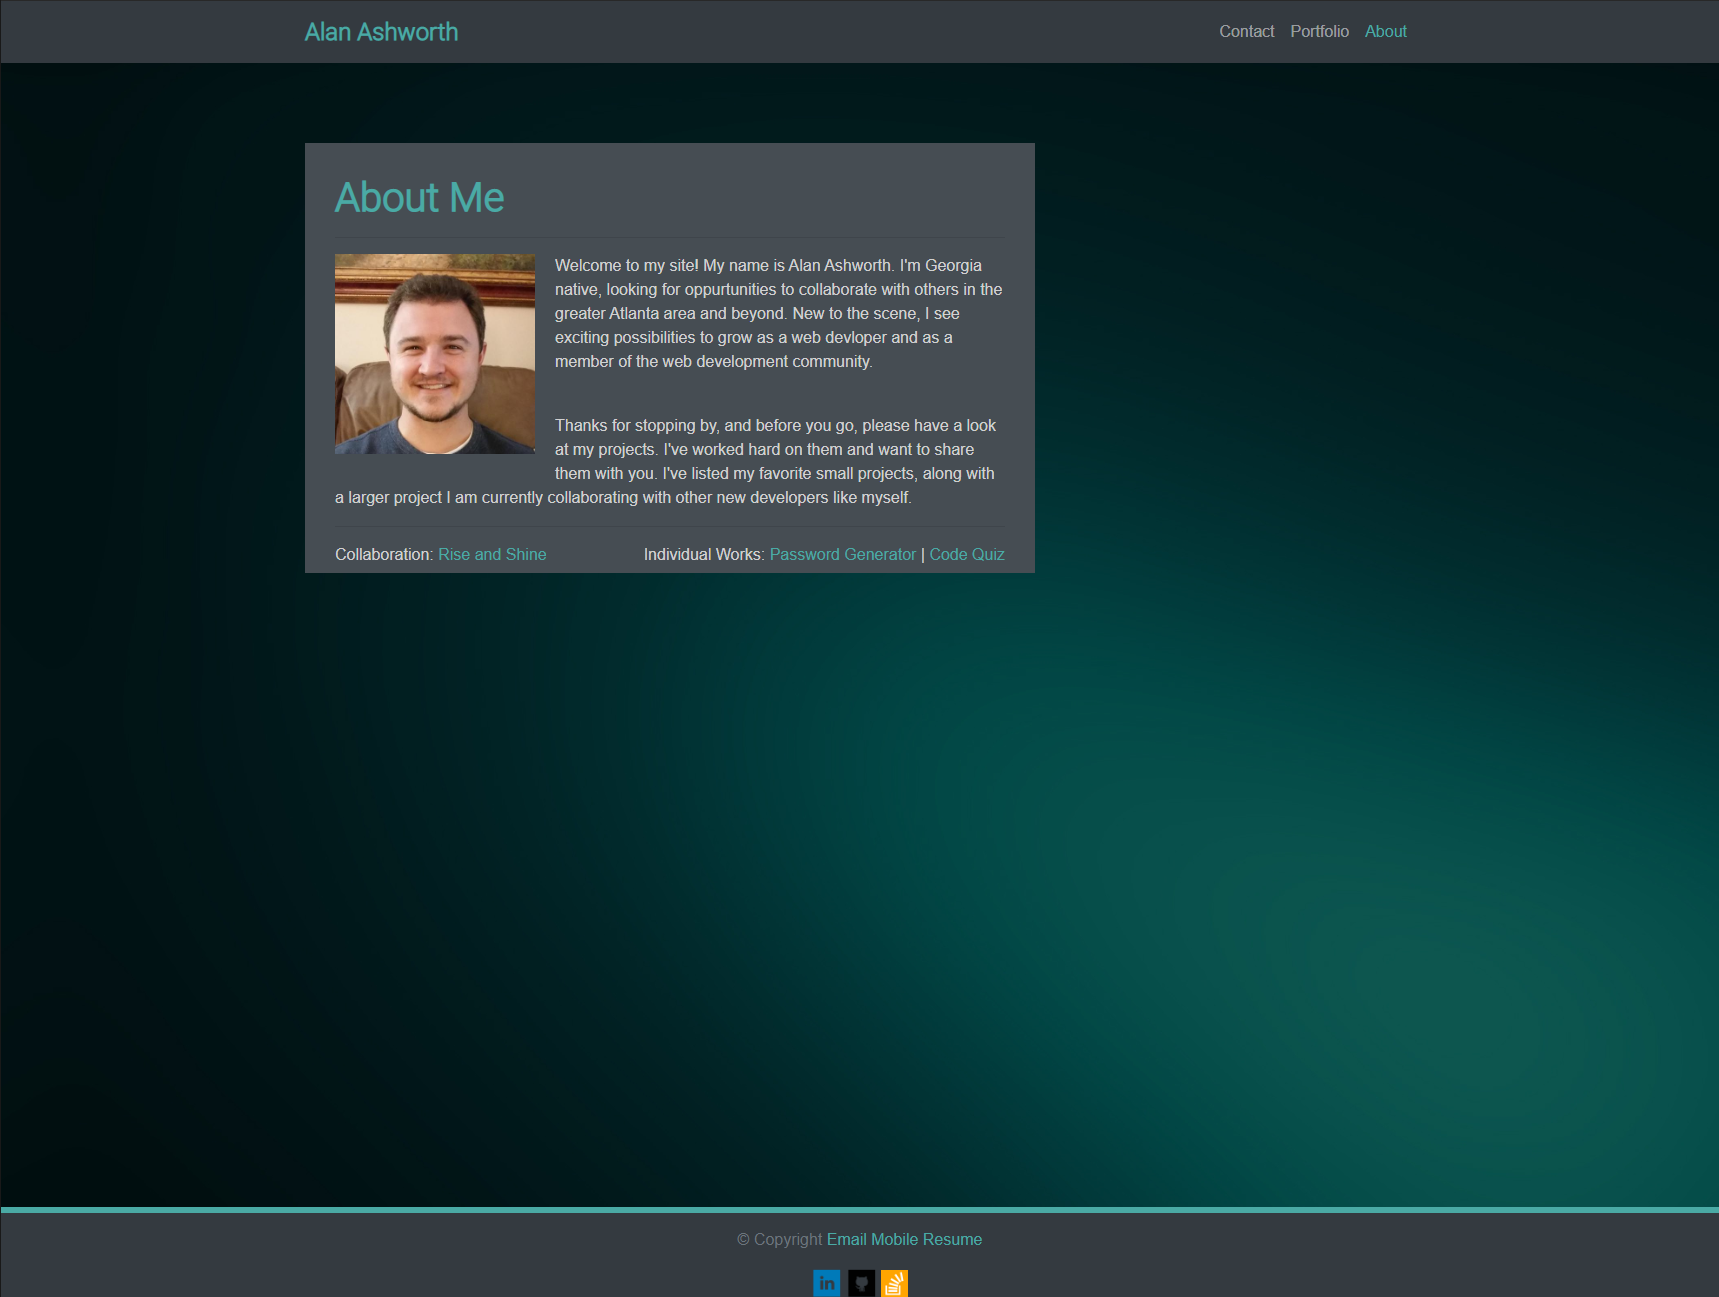 Alan Ashworth
Contact Portfolio About
About Me
Welcome to my site! My name is Alan Ashworth. I'm Georgia
native, looking for oppurtunities to collaborate with others in the
greater Atlanta area and beyond. New to the scene, I see
exciting possibilities to grow as a web devloper and as a
member of the web development community.
Thanks for stopping by, and before you go, please have a look
at my projects. I've worked hard on them and want to share
them with you. I've listed my favorite small projects, along with
a larger project I am currently collaborating with other new developers like myself.
Collaboration: Rise and Shine
Individual Works: Password Generator | Code Quiz
© Copyright Email Mobile Resume
in